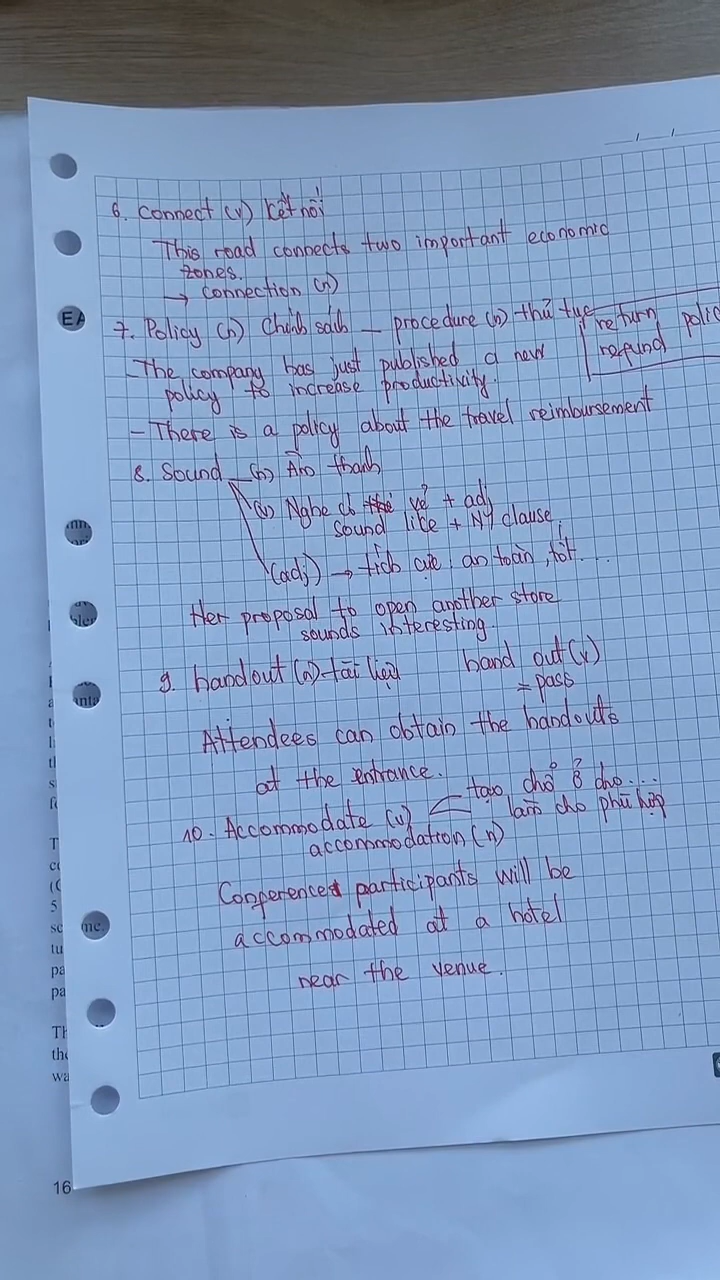 6. Connect (v) kết nối
This road connects two important economic
zones.
→ connection (n)
7. Policy (n) chính sách — procedure (n) thủ tục
return polic
refund
- The company has just published a new
policy to increase productivity.
- There is a policy about the travel reimbursement
8. Sound (n) Âm thanh
(v) Nghe có vẻ + adj
sound like + N / clause
(adj) → tích cực, an toàn, tốt...
Her proposal to open another store
sounds interesting.
9. handout (n) - tài liệu hand out (v)
= pass
Attendees can obtain the handouts
at the entrance.
10. Accommodate (v) tạo chỗ ở cho...
làm cho phù hợp
accommodation (n)
Conference participants will be
accommodated at a hotel
near the venue.
16